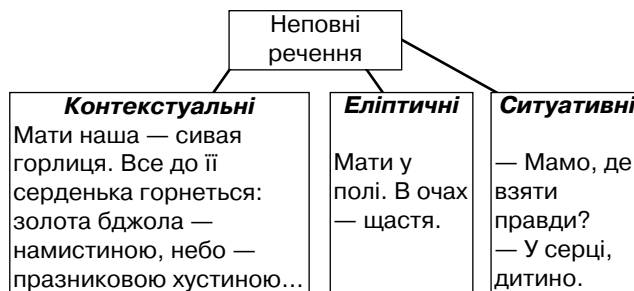 Неповні
речення
Контекстуальні
Мати наша — сивая
горлиця. Все до її
серденька горнеться:
золота бджола —
намистиною, небо —
празниковою хустиною...
Еліптичні
Мати у
полі. В очах
— щастя.
Ситуативні
— Мамо, де
взяти
правди?
— У серці,
дитино.